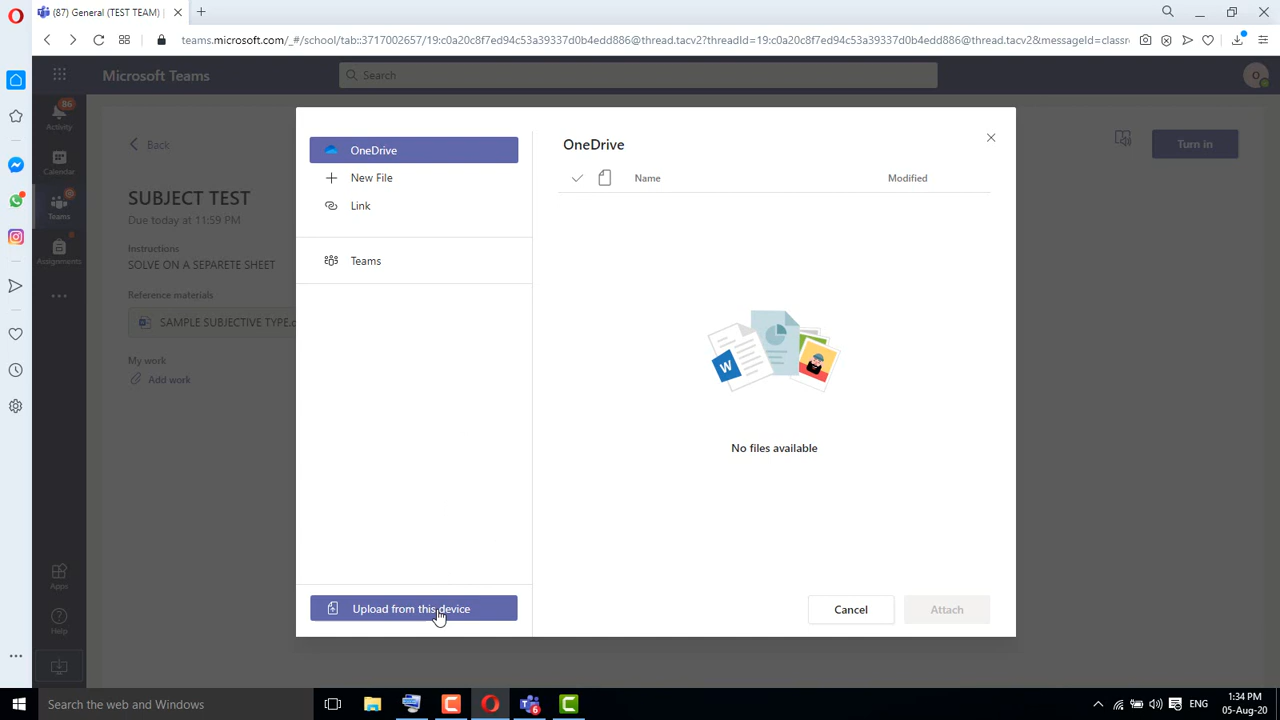 (87) General (TEST TEAM) |
teams.microsoft.com/_#/school/tab::3717002657/19:c0a20c8f7ed94c53a39337d0b4edd886@thread.tacv2?threadId=19:c0a20c8f7ed94c53a39337d0b4edd886@thread.tacv2&messageId=classr
Microsoft Teams
Search
O
86
Activity
Calendar
Teams
Assignments
Apps
Help
Back
Turn in
SUBJECT TEST
Due today at 11:59 PM
Instructions
SOLVE ON A SEPARETE SHEET
Reference materials
SAMPLE SUBJECTIVE TYPE.c
My work
Add work
OneDrive
New File
Link
Teams
Upload from this device
OneDrive
Name
Modified
W
No files available
Cancel
Attach
Search the web and Windows
6
ENG
1:34 PM
05-Aug-20